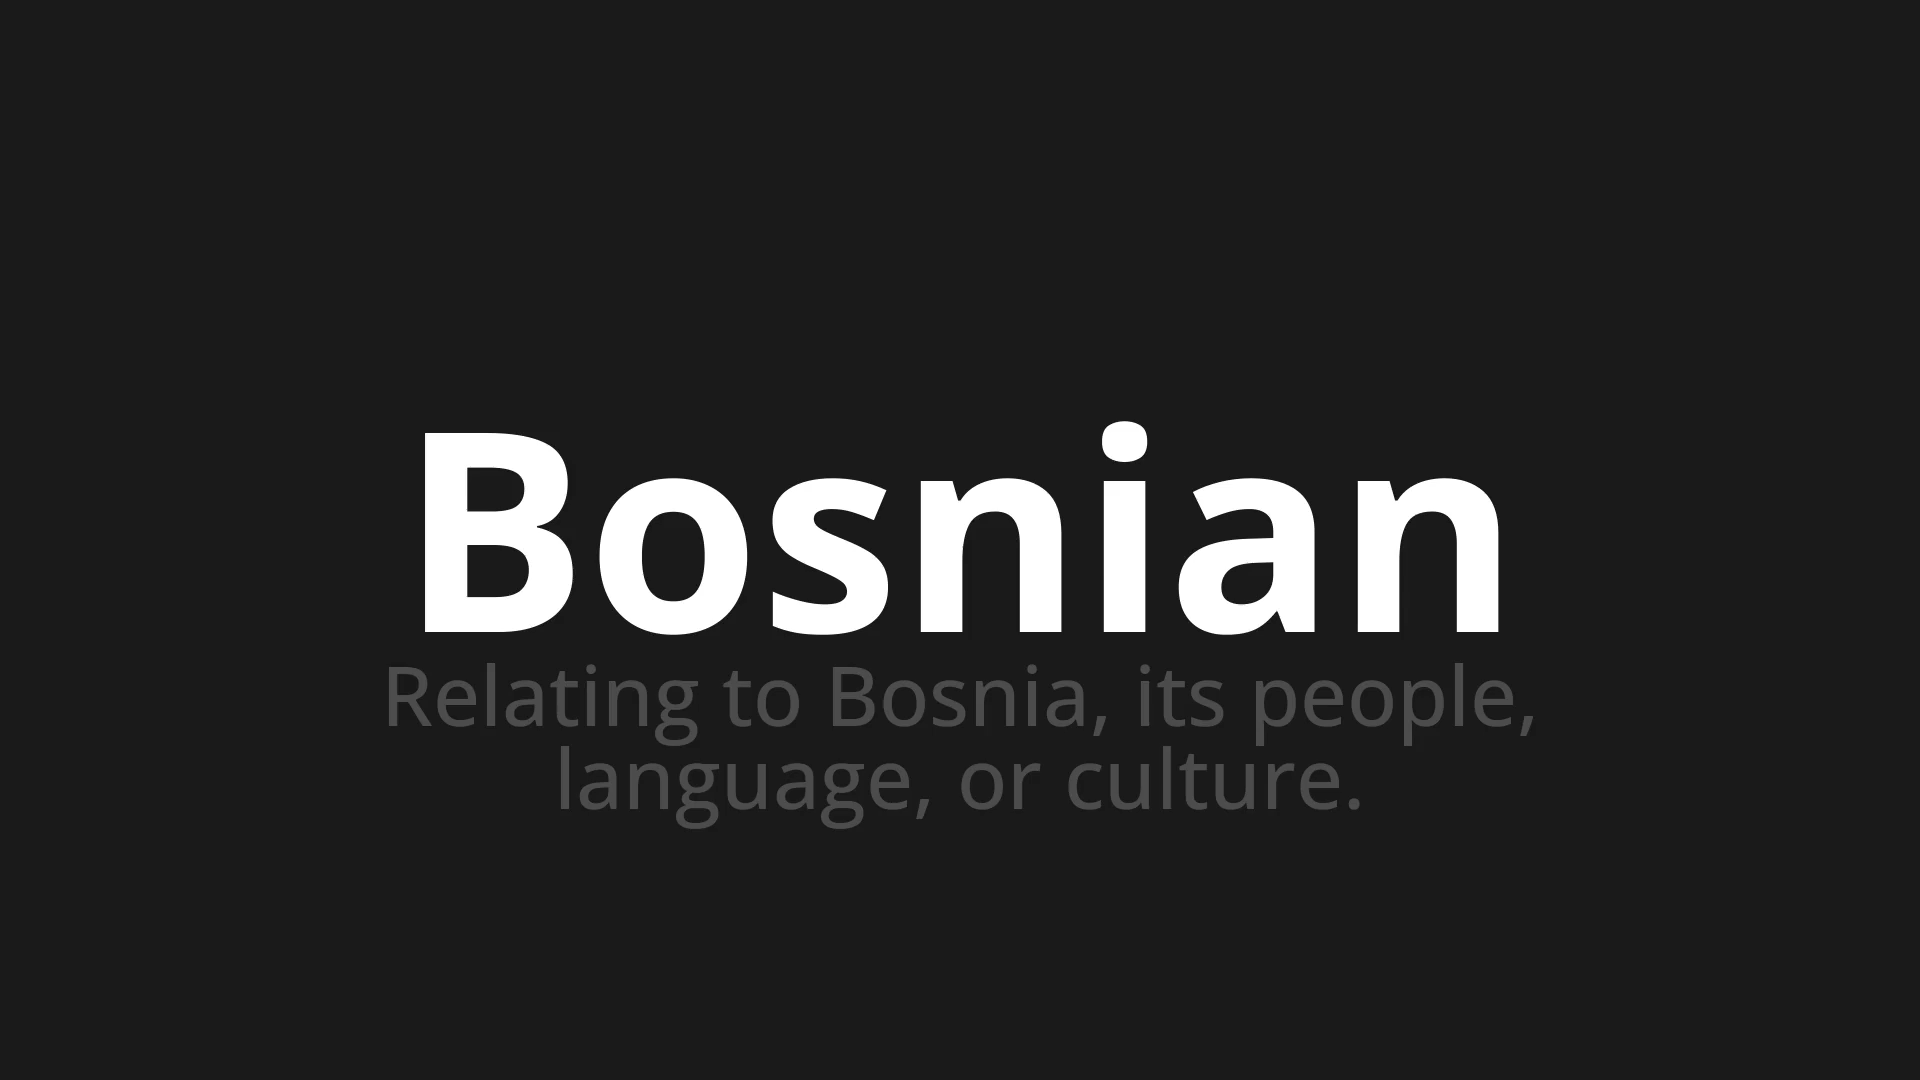 Bosnian
Relating to Bosnia, its people,
language, or culture.